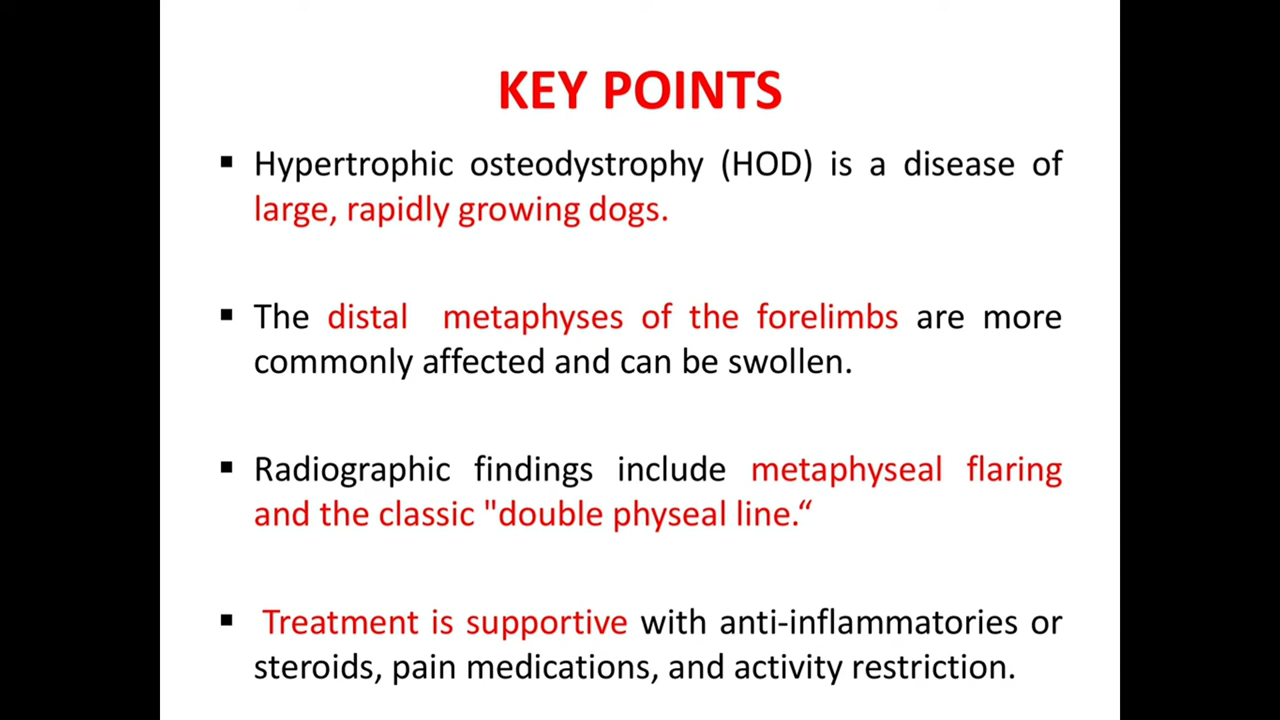 KEY POINTS
▪ Hypertrophic osteodystrophy (HOD) is a disease of
large, rapidly growing dogs.
▪ The distal metaphyses of the forelimbs are more
commonly affected and can be swollen.
▪ Radiographic findings include metaphyseal flaring
and the classic "double physeal line.“
▪ Treatment is supportive with anti-inflammatories or
steroids, pain medications, and activity restriction.